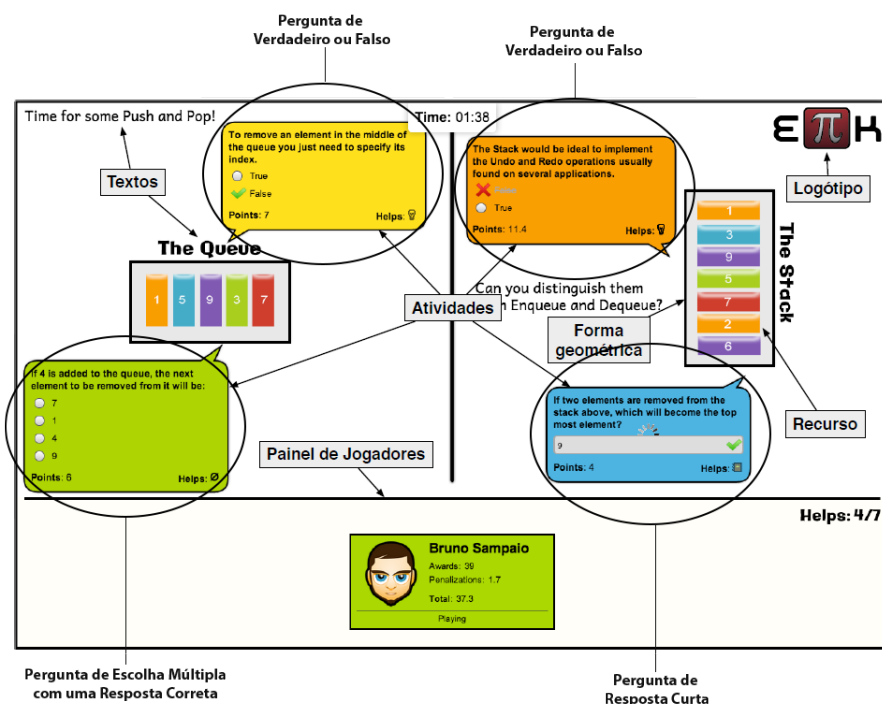 Pergunta de
Verdadeiro ou Falso
Pergunta de
Verdadeiro ou Falso
Time for some Push and Pop!
Time: 01:38
To remove an element in the middle of
the queue you just need to specify its
index.
True
False
Points: 7
Helps:
The Stack would be ideal to implement
the Undo and Redo operations usually
found on several applications.
True
Points: 11.4
Helps:
E π K
Textos
Logótipo
The Queue
1 5 9 3 7
The Stack
1
3
9
5
7
2
6
Can you distinguish them
Enqueue and Dequeue?
Atividades
Forma
geométrica
If 4 is added to the queue, the next
element to be removed from it will be:
7
1
4
9
Points: 6
Helps:
If two elements are removed from the
stack above, which will become the top
most element?
9
Points: 4
Helps:
Recurso
Painel de Jogadores
Helps: 4/7
Bruno Sampaio
Awards: 39
Penalizations: 1.7
Total: 37.3
Playing
Pergunta de Escolha Múltipla
com uma Resposta Correta
Pergunta de
Resposta Curta